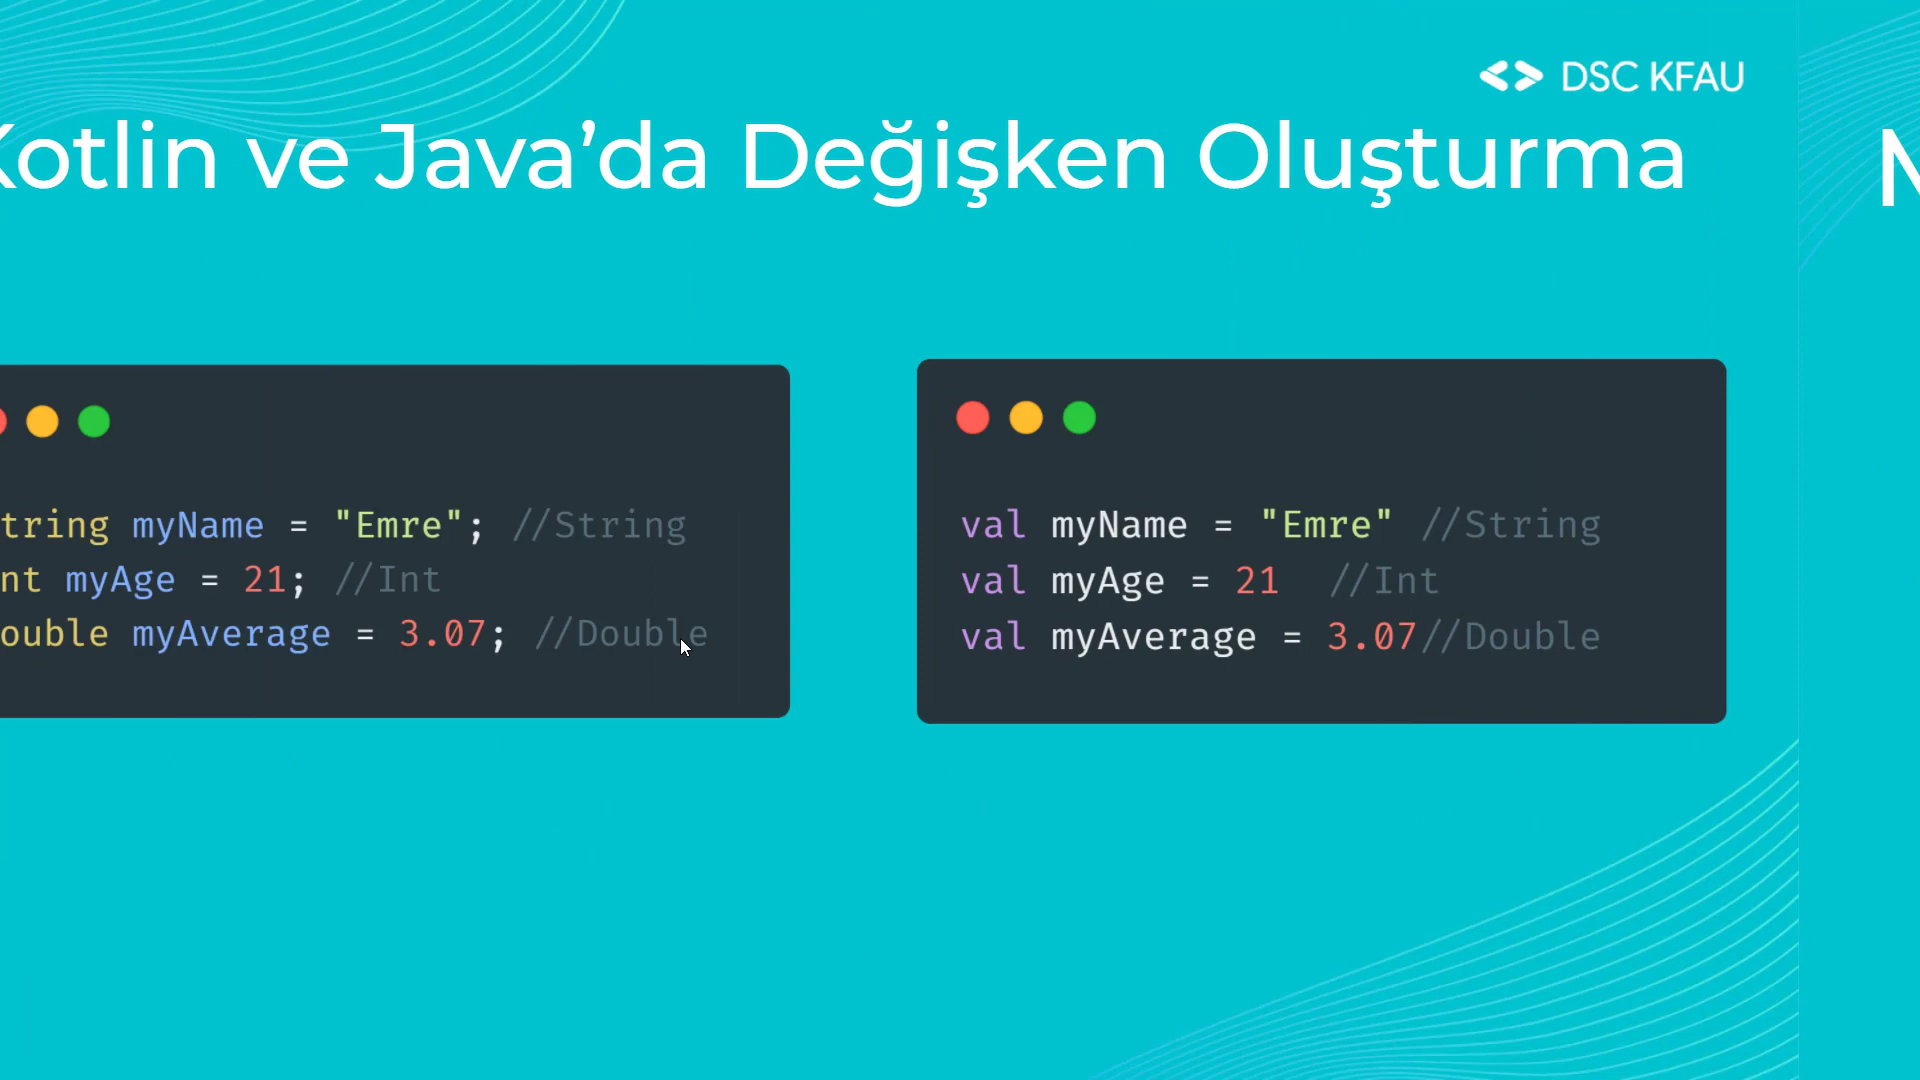 DSC KFAU
Kotlin ve Java’da Değişken Oluşturma
tring myName = "Emre"; //String
nt myAge = 21; //Int
ouble myAverage = 3.07; //Double
val myName = "Emre" //String
val myAge = 21 //Int
val myAverage = 3.07//Double